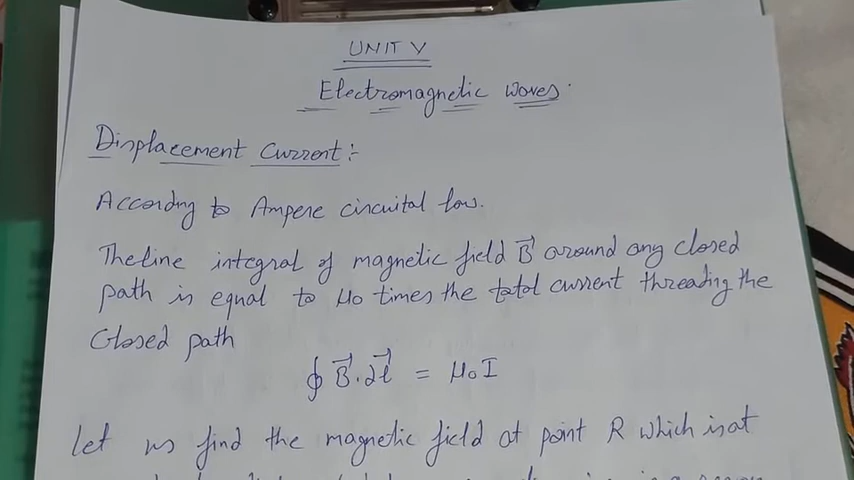 UNIT V
Electromagnetic Waves.
Displacement Current:-
According to Ampere circuital law.
The line integral of magnetic field B⃗ around any closed
path is equal to μ0 times the total current threading the
Closed path
∮ B⃗.dl⃗ = μ0I
Let us find the magnetic field at point R which is at